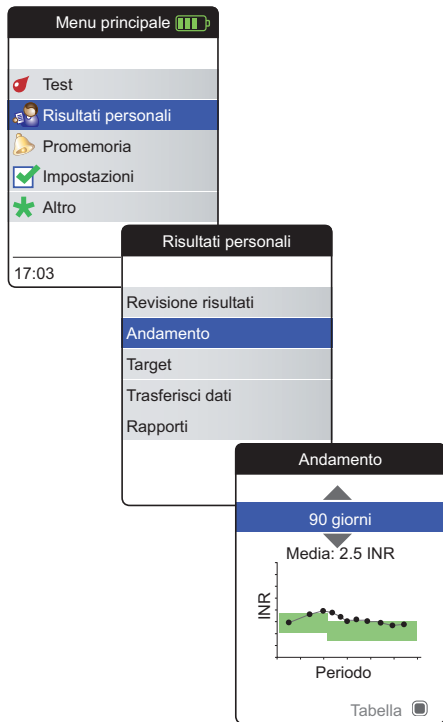 Menu principale
Test
Risultati personali
Promemoria
Impostazioni
Altro
17:03
Risultati personali
Revisione risultati
Andamento
Target
Trasferisci dati
Rapporti
Andamento
90 giorni
Media: 2.5 INR
INR
Periodo
Tabella